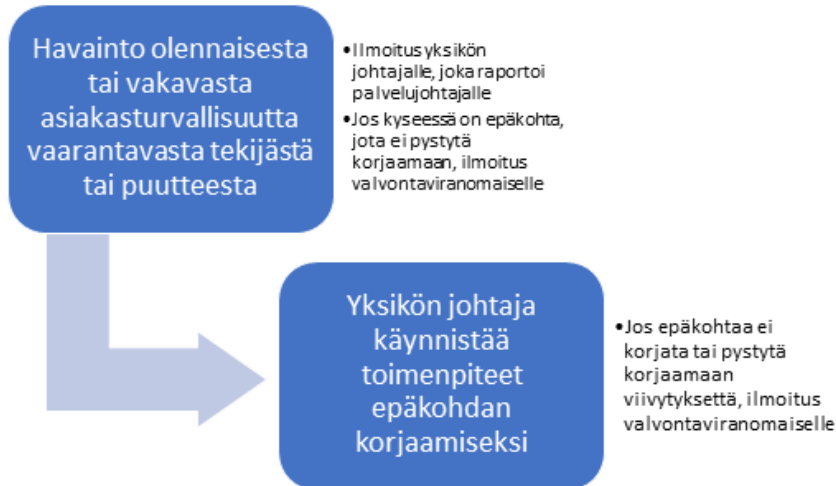 Havainto olennaisesta
tai vakavasta
asiakasturvallisuutta
vaarantavasta tekijästä
tai puutteesta
•Ilmoitus yksikön
johtajalle, joka raportoi
palvelujohtajalle
•Jos kyseessä on epäkohta,
jota ei pystytä
korjaamaan, ilmoitus
valvontaviranomaiselle
Yksikön johtaja
käynnistää
toimenpiteet
epäkohdan
korjaamiseksi
•Jos epäkohtaa ei
korjata tai pystytä
korjaamaan
viivytyksettä, ilmoitus
valvontaviranomaiselle